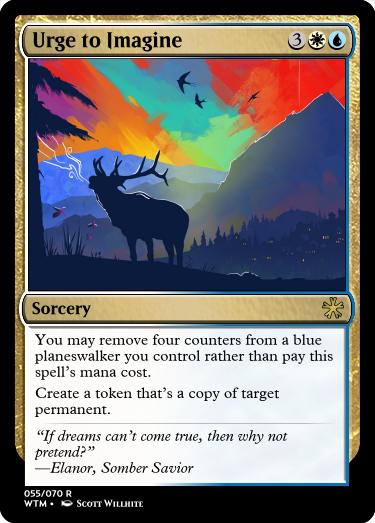 Urge to Imagine 3
Sorcery
You may remove four counters from a blue
planeswalker you control rather than pay this
spell's mana cost.
Create a token that's a copy of target
permanent.
"If dreams can't come true, then why not
pretend?"
—Elanor, Somber Savior
055/070 R
WTM • Scott Willhite